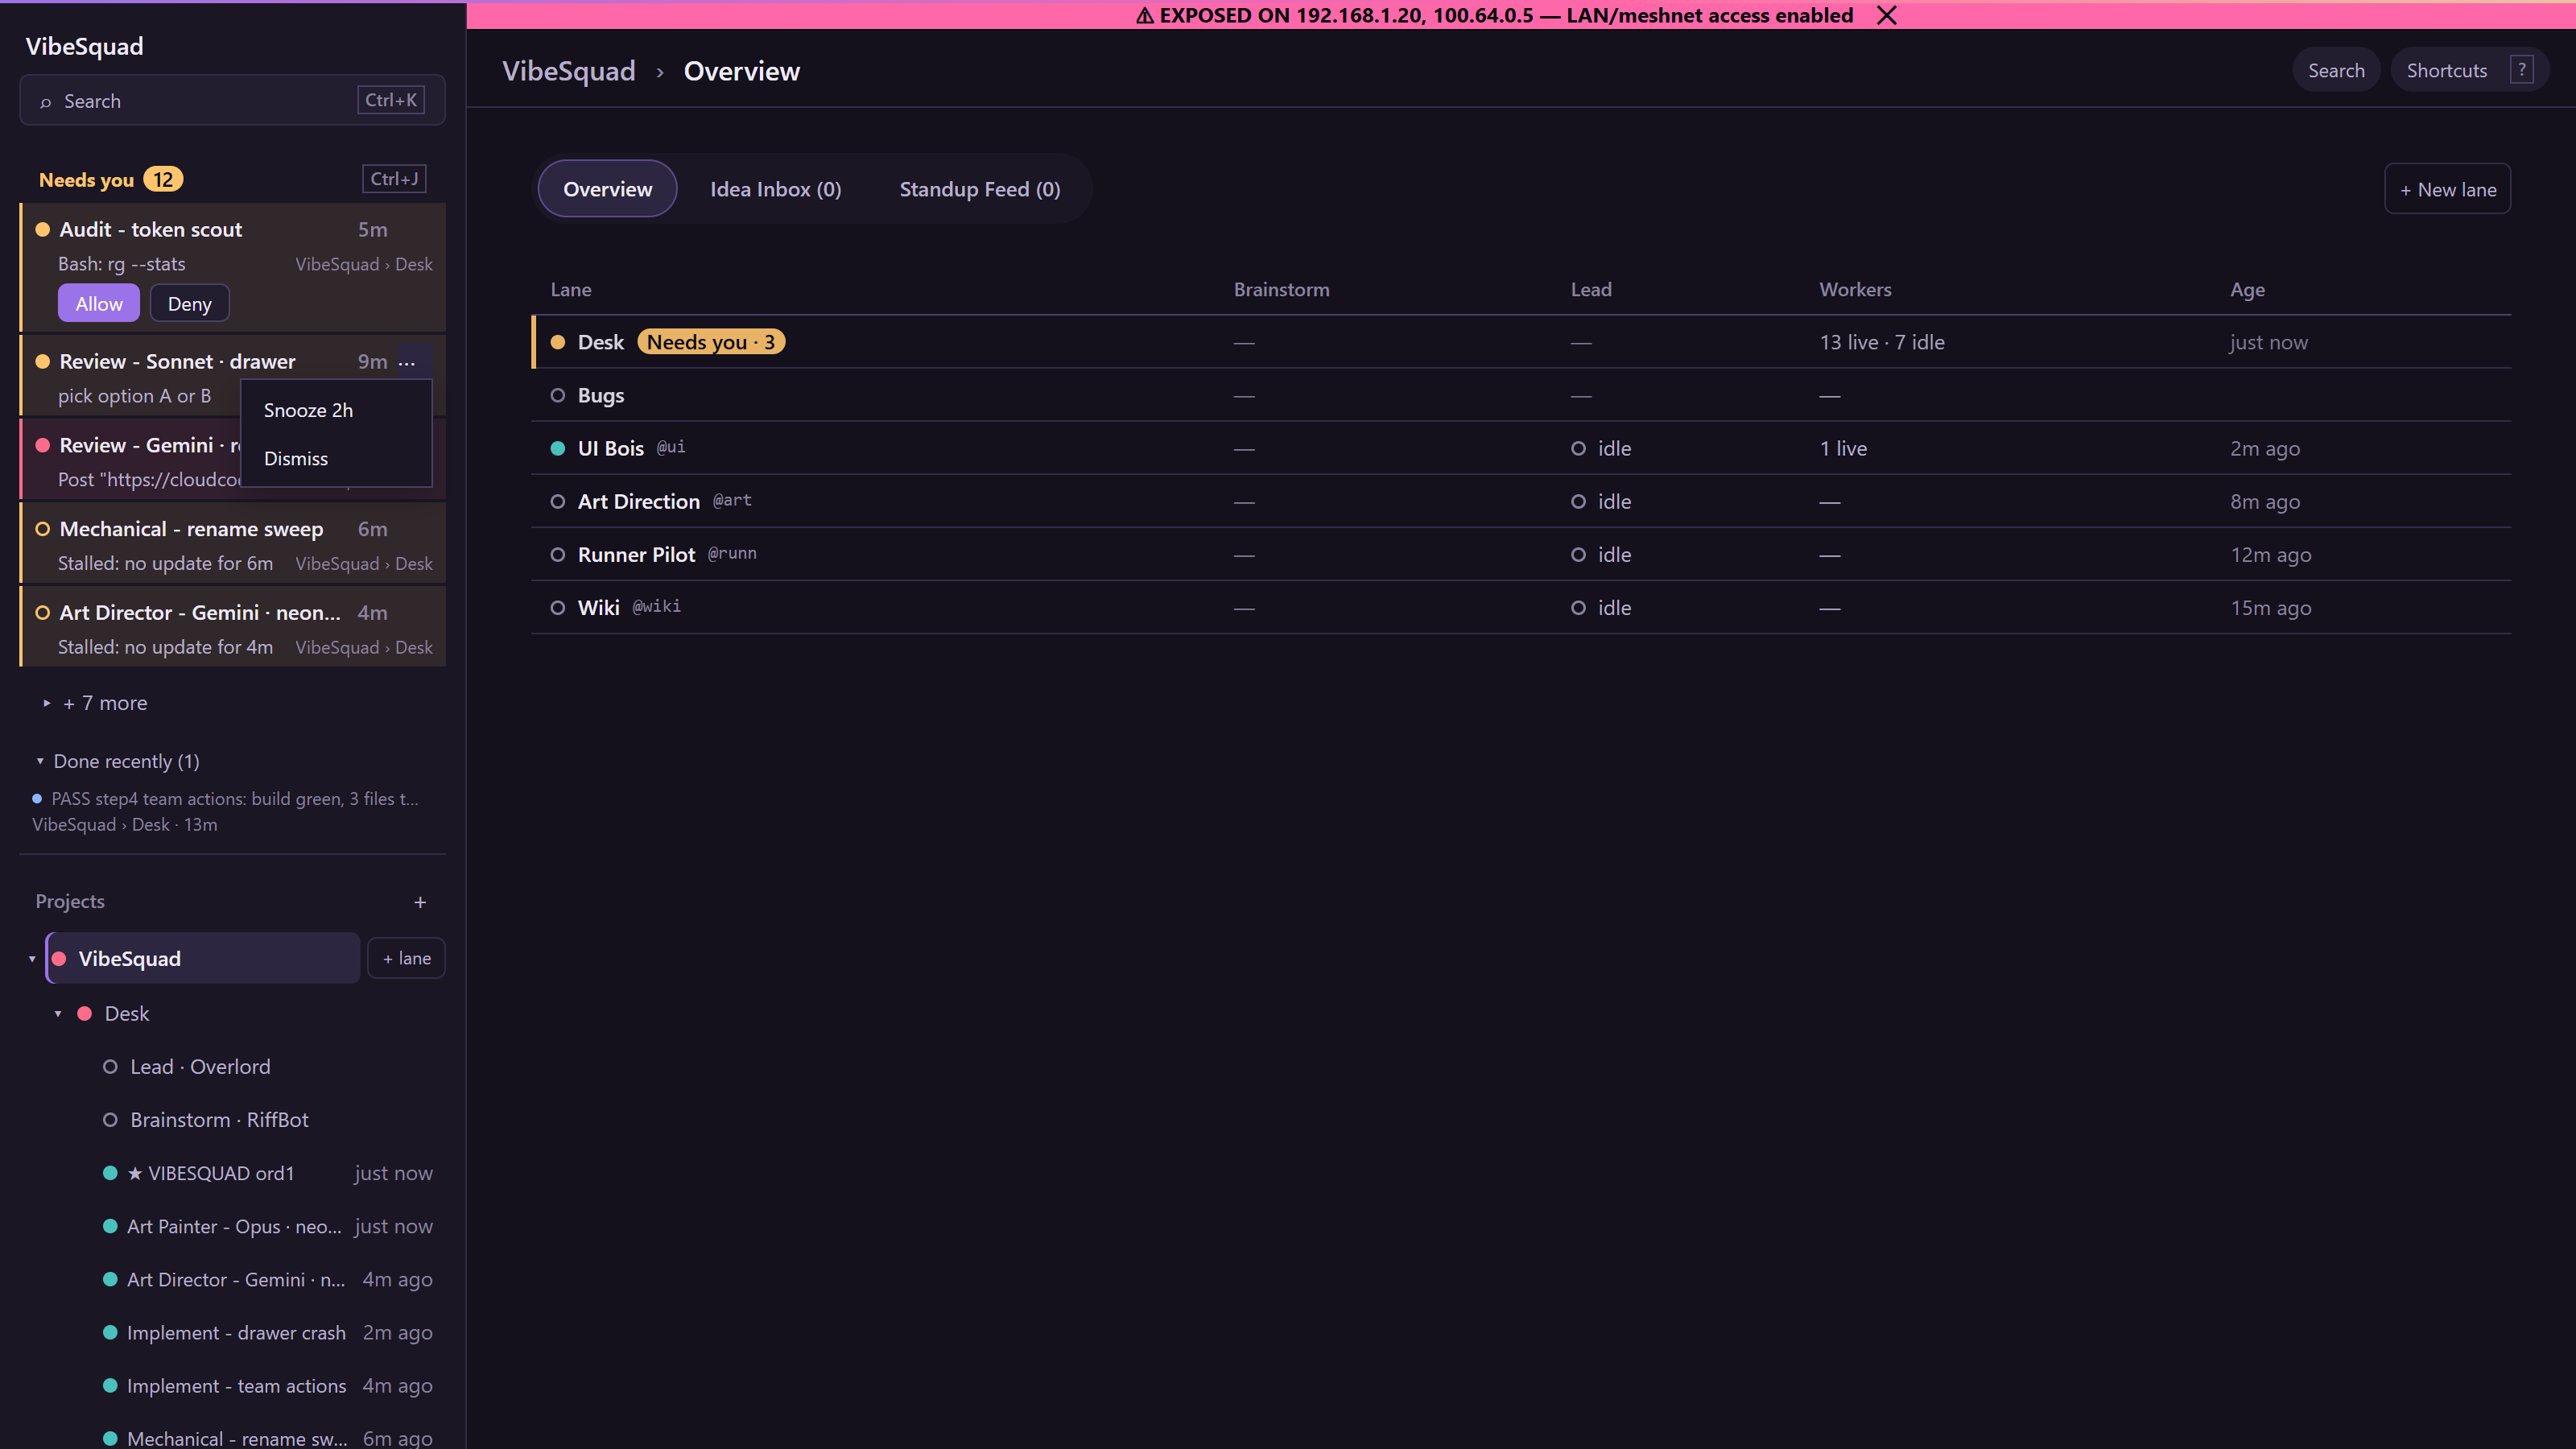 VibeSquad
⌕ Search Ctrl+K
Needs you 12 Ctrl+J
Audit - token scout 5m
Bash: rg --stats VibeSquad › Desk
Allow Deny
Review - Sonnet · drawer 9m ...
pick option A or B
Snooze 2h
Review - Gemini ·
Dismiss
Post "https://
Mechanical - rename sweep 6m
Stalled: no update for 6m VibeSquad › Desk
Art Director - Gemini · neon... 4m
Stalled: no update for 4m VibeSquad › Desk
▸ + 7 more
▾ Done recently (1)
PASS step4 team actions: build green, 3 files t...
VibeSquad › Desk · 13m
Projects +
▾ VibeSquad + lane
▾ Desk
Lead · Overlord
Brainstorm · RiffBot
★ VIBESQUAD ord1 just now
Art Painter - Opus · neo... just now
Art Director - Gemini · n... 4m ago
Implement - drawer crash 2m ago
Implement - team actions 4m ago
Mechanical - rename sw... 6m ago
⚠ EXPOSED ON 192.168.1.20, 100.64.0.5 — LAN/meshnet access enabled ✕
VibeSquad › Overview
Search Shortcuts ?
Overview Idea Inbox (0) Standup Feed (0)
+ New lane
Lane Brainstorm Lead Workers Age
Desk Needs you · 3 — — 13 live · 7 idle just now
Bugs — — —
UI Bois @ui — idle 1 live 2m ago
Art Direction @art — idle — 8m ago
Runner Pilot @runn — idle — 12m ago
Wiki @wiki — idle — 15m ago